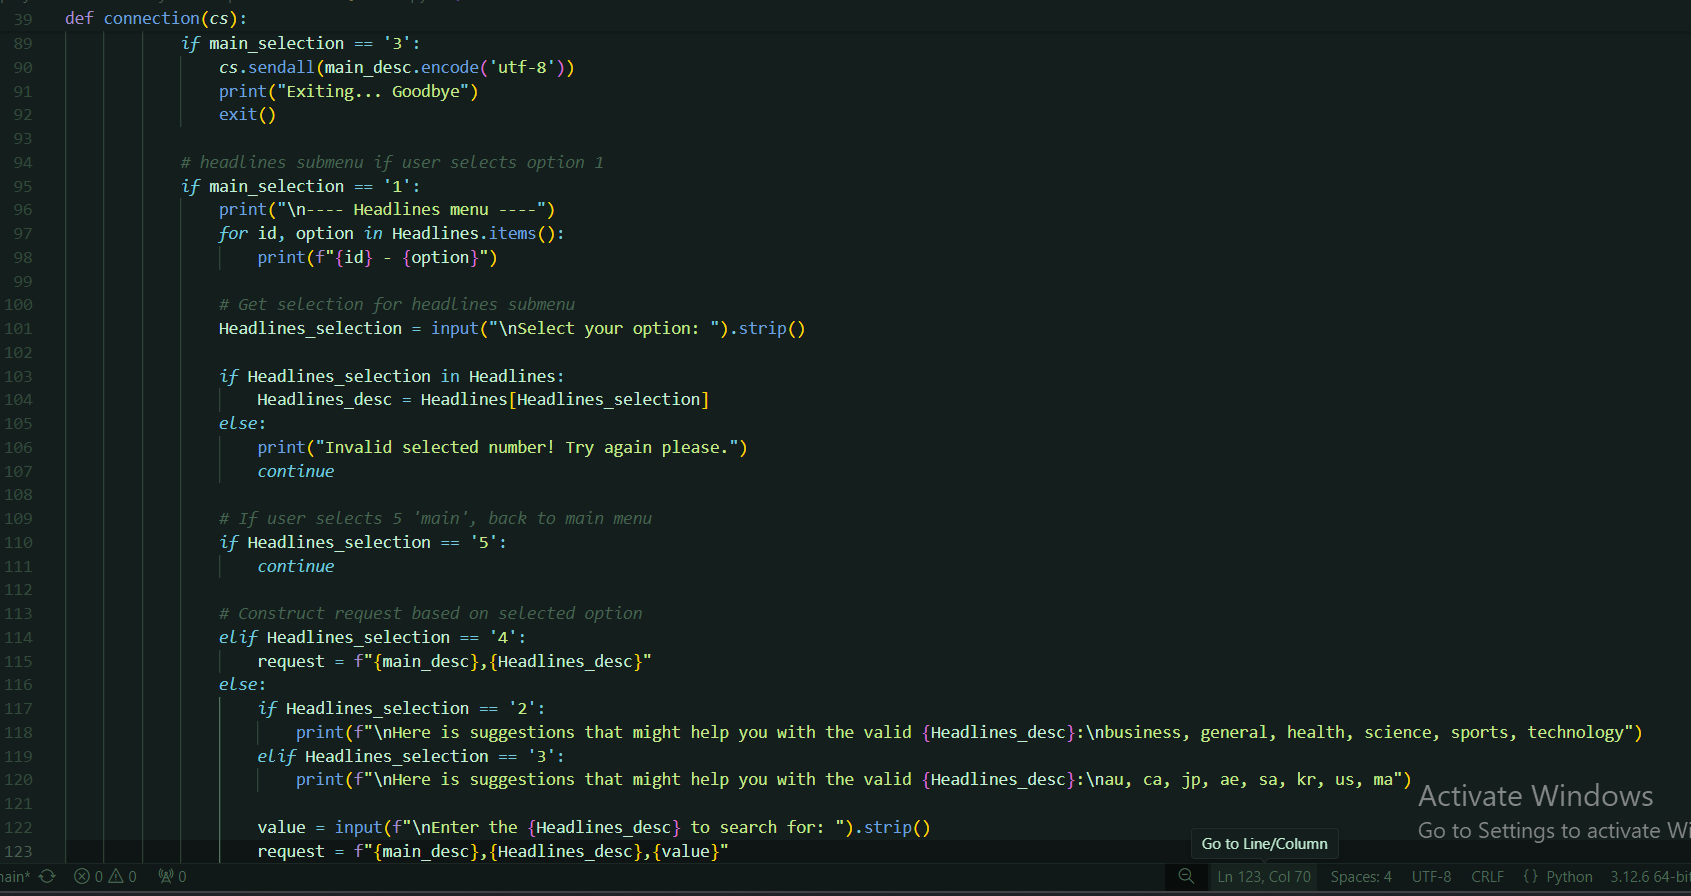 39 def connection(cs):
89 if main_selection == '3':
90 cs.sendall(main_desc.encode('utf-8'))
91 print("Exiting... Goodbye")
92 exit()
93
94 # headlines submenu if user selects option 1
95 if main_selection == '1':
96 print("\n---- Headlines menu ----")
97 for id, option in Headlines.items():
98 print(f"{id} - {option}")
99
100 # Get selection for headlines submenu
101 Headlines_selection = input("\nSelect your option: ").strip()
102
103 if Headlines_selection in Headlines:
104 Headlines_desc = Headlines[Headlines_selection]
105 else:
106 print("Invalid selected number! Try again please.")
107 continue
108
109 # If user selects 5 'main', back to main menu
110 if Headlines_selection == '5':
111 continue
112
113 # Construct request based on selected option
114 elif Headlines_selection == '4':
115 request = f"{main_desc},{Headlines_desc}"
116 else:
117 if Headlines_selection == '2':
118 print(f"\nHere is suggestions that might help you with the valid {Headlines_desc}:\nbusiness, general, health, science, sports, technology")
119 elif Headlines_selection == '3':
120 print(f"\nHere is suggestions that might help you with the valid {Headlines_desc}:\nau, ca, jp, ae, sa, kr, us, ma")
121
122 value = input(f"\nEnter the {Headlines_desc} to search for: ").strip()
123 request = f"{main_desc},{Headlines_desc},{value}"
Activate Windows
Go to Settings to activate Wi
Go to Line/Column
ain* 0 0 0 Ln 123, Col 70 Spaces: 4 UTF-8 CRLF {} Python 3.12.6 64-bit